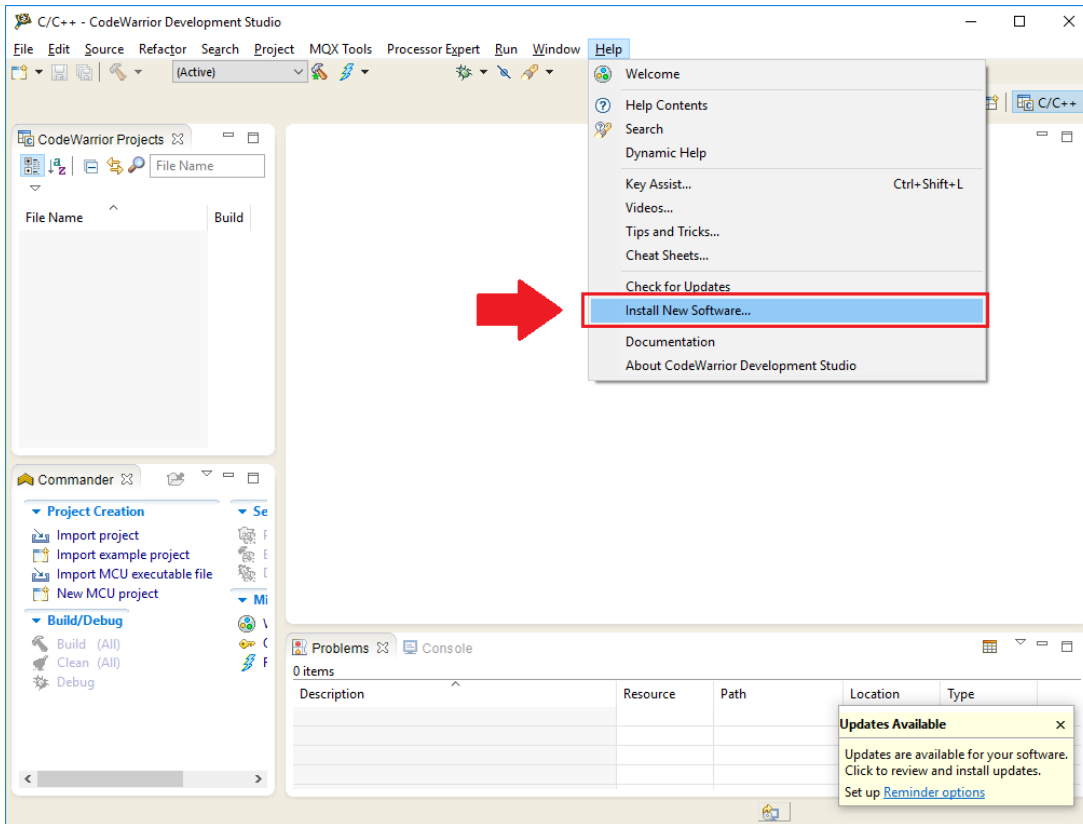 C/C++ - CodeWarrior Development Studio
File Edit Source Refactor Search Project MQX Tools Processor Expert Run Window Help
(Active)
Welcome
Help Contents
Search
Dynamic Help
Key Assist... Ctrl+Shift+L
Videos...
Tips and Tricks...
Cheat Sheets...
Check for Updates
Install New Software...
Documentation
About CodeWarrior Development Studio
C/C++
CodeWarrior Projects
File Name
File Name Build
Commander
Project Creation
Import project
Import example project
Import MCU executable file
New MCU project
Build/Debug
Build (All)
Clean (All)
Debug
Se
Mi
Problems Console
0 items
Description Resource Path Location Type
Updates Available
Updates are available for your software.
Click to review and install updates.
Set up Reminder options